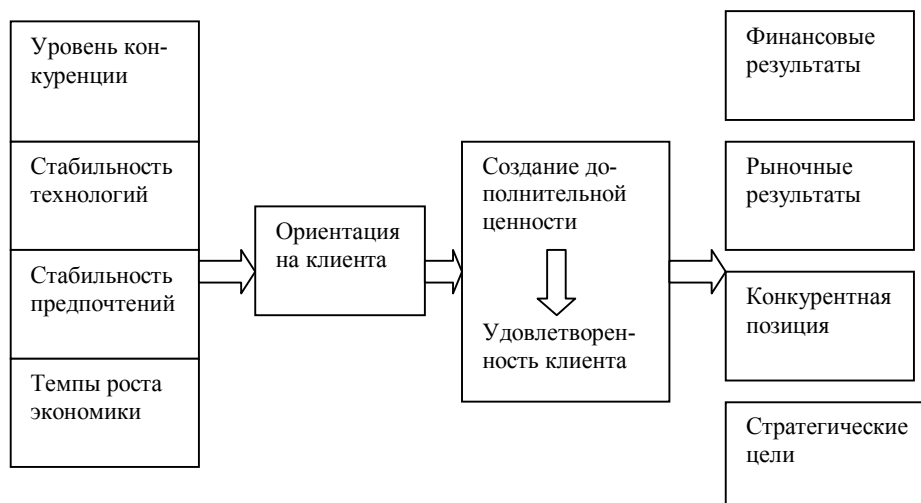 Уровень кон-
куренции
Стабильность
технологий
Стабильность
предпочтений
Темпы роста
экономики
Ориентация
на клиента
Создание до-
полнительной
ценности
Удовлетворен-
ность клиента
Финансовые
результаты
Рыночные
результаты
Конкурентная
позиция
Стратегические
цели